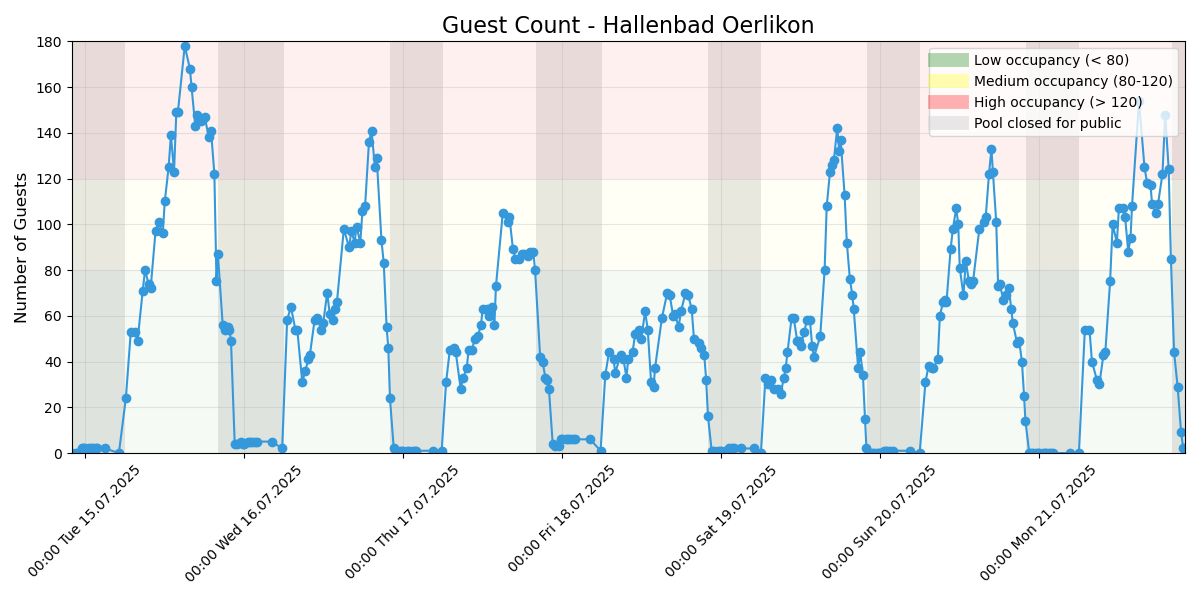 Guest Count - Hallenbad Oerlikon
Number of Guests
180
160
140
120
100
80
60
40
20
0
Low occupancy (< 80)
Medium occupancy (80-120)
High occupancy (> 120)
Pool closed for public
00:00 Tue 15.07.2025
00:00 Wed 16.07.2025
00:00 Thu 17.07.2025
00:00 Fri 18.07.2025
00:00 Sat 19.07.2025
00:00 Sun 20.07.2025
00:00 Mon 21.07.2025